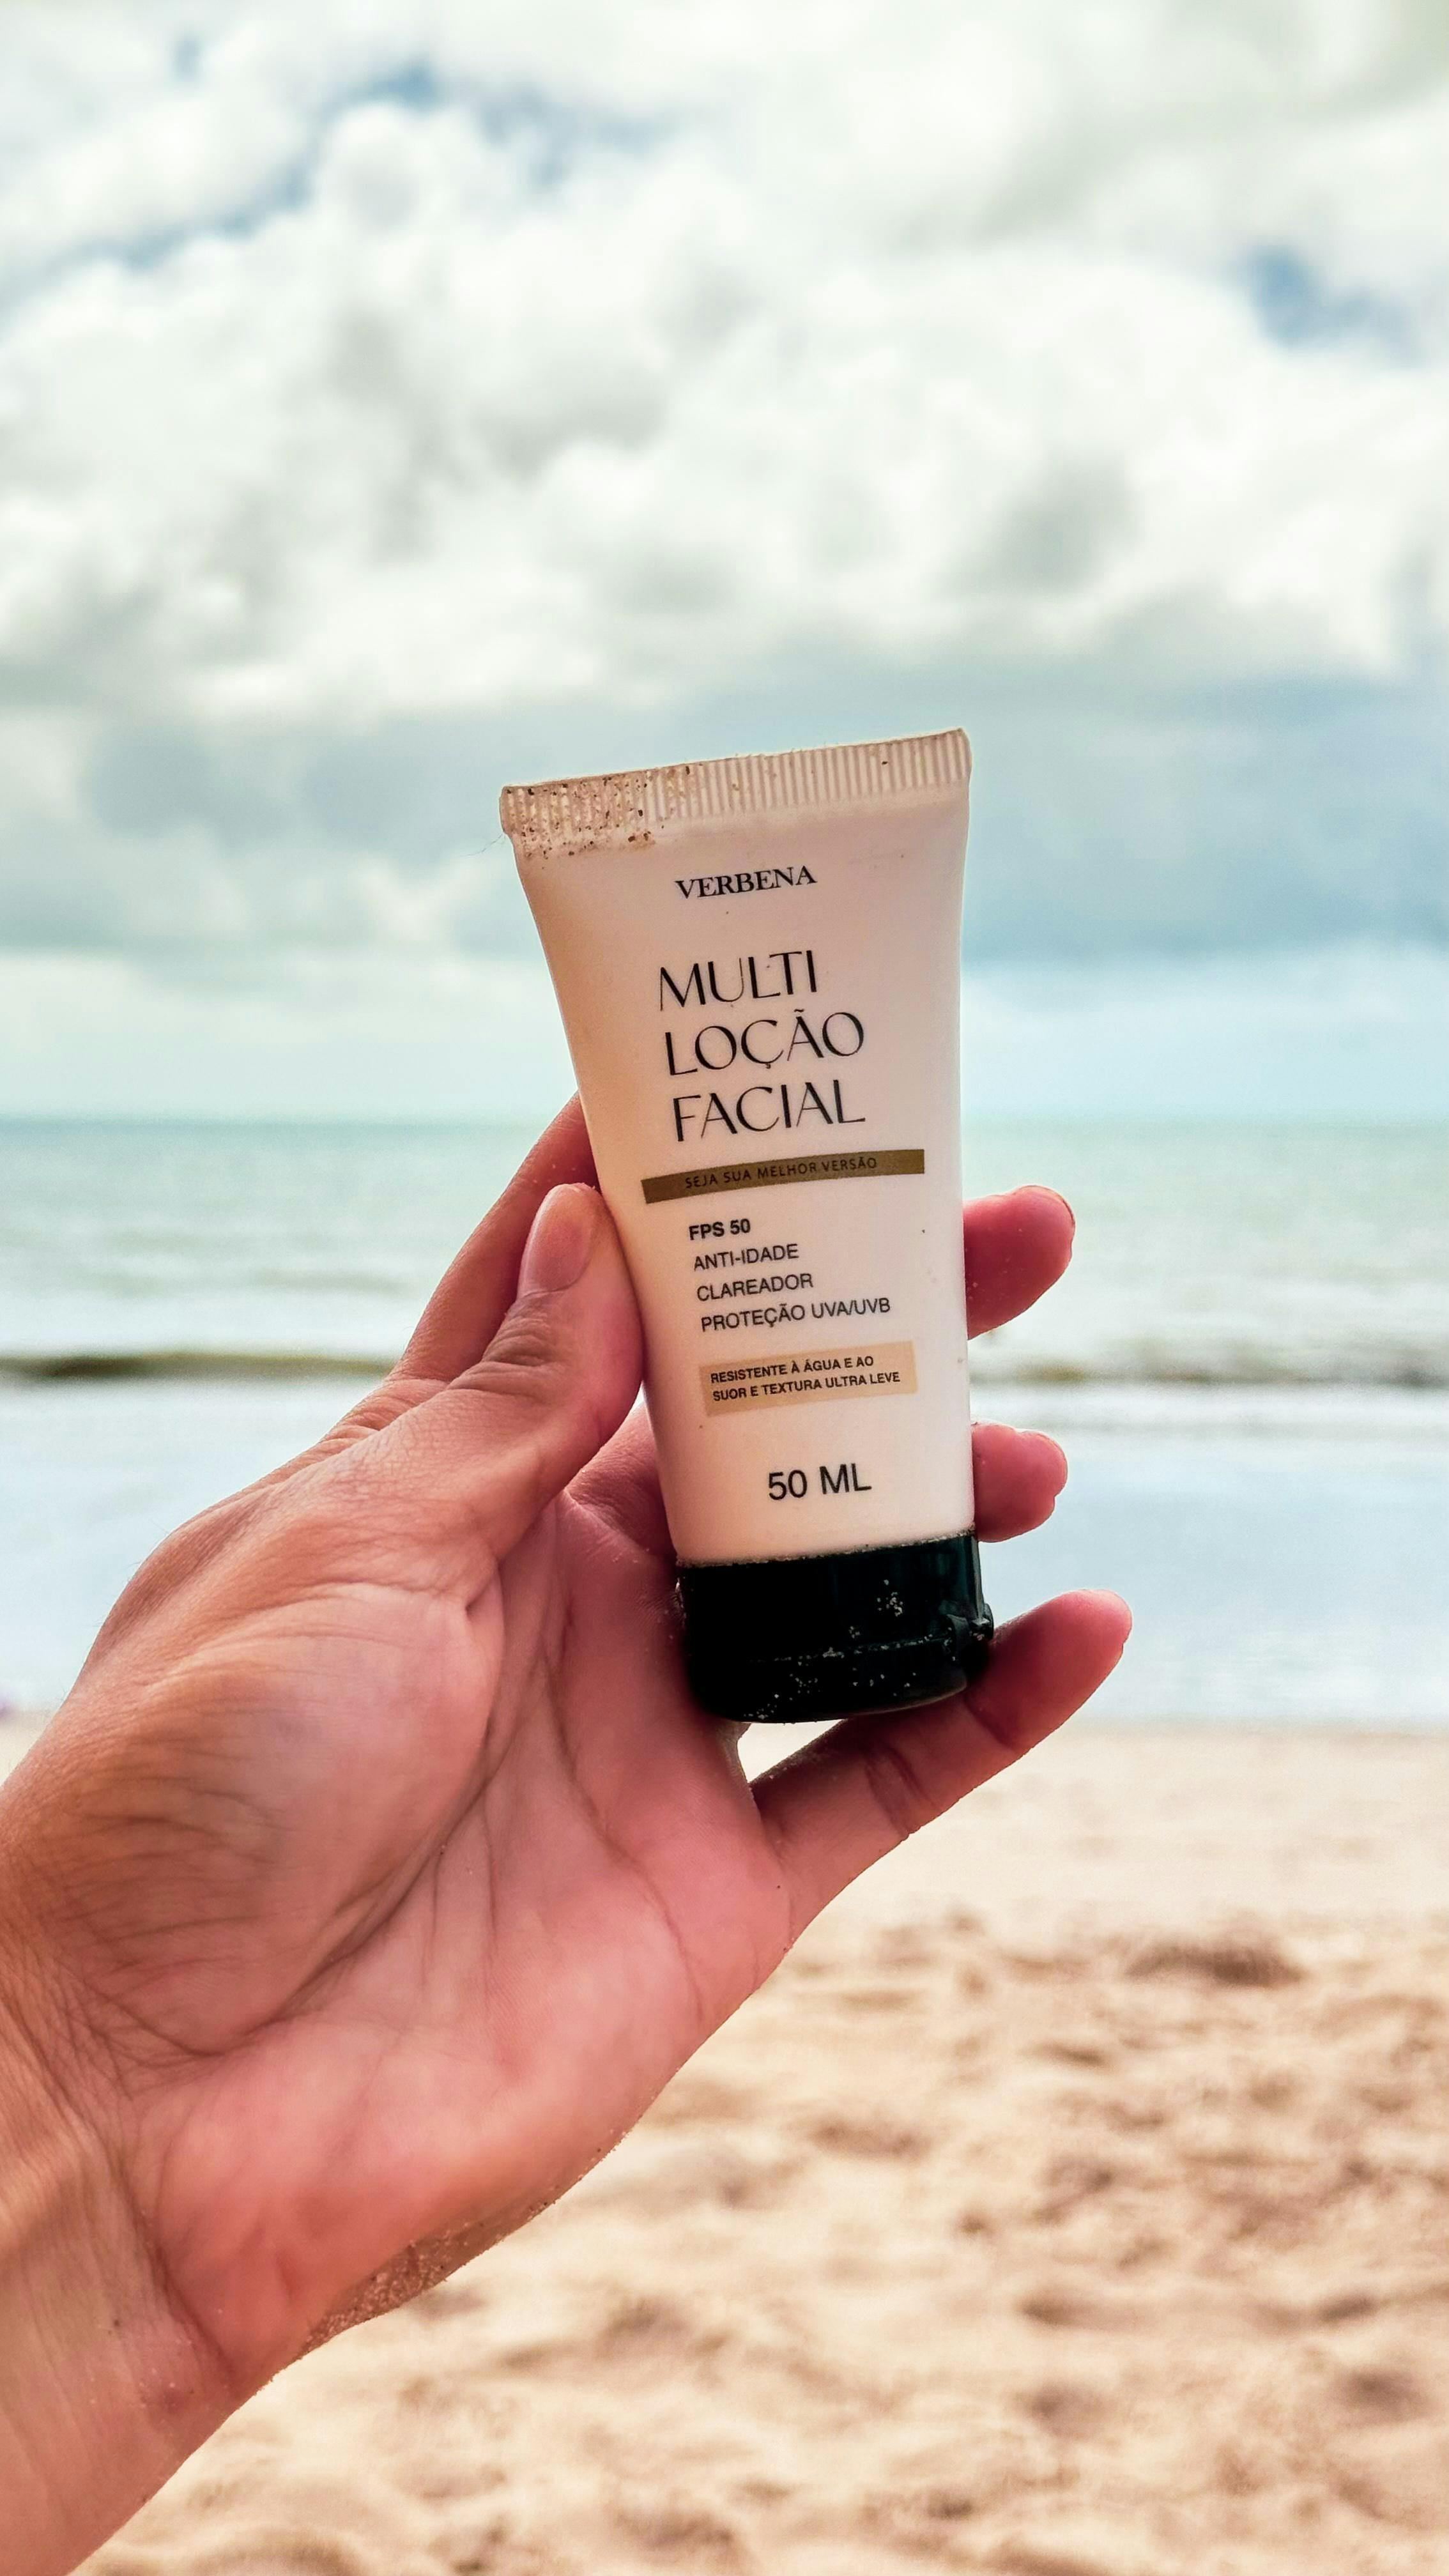 VERBENA
MULTI
LOÇÃO
FACIAL
SEJA SUA MELHOR VERSÃO
FPS 50
ANTI-IDADE
CLAREADOR
PROTEÇÃO UVA/UVB
RESISTENTE À ÁGUA E AO
SUOR E TEXTURA ULTRA LEVE
50 ML